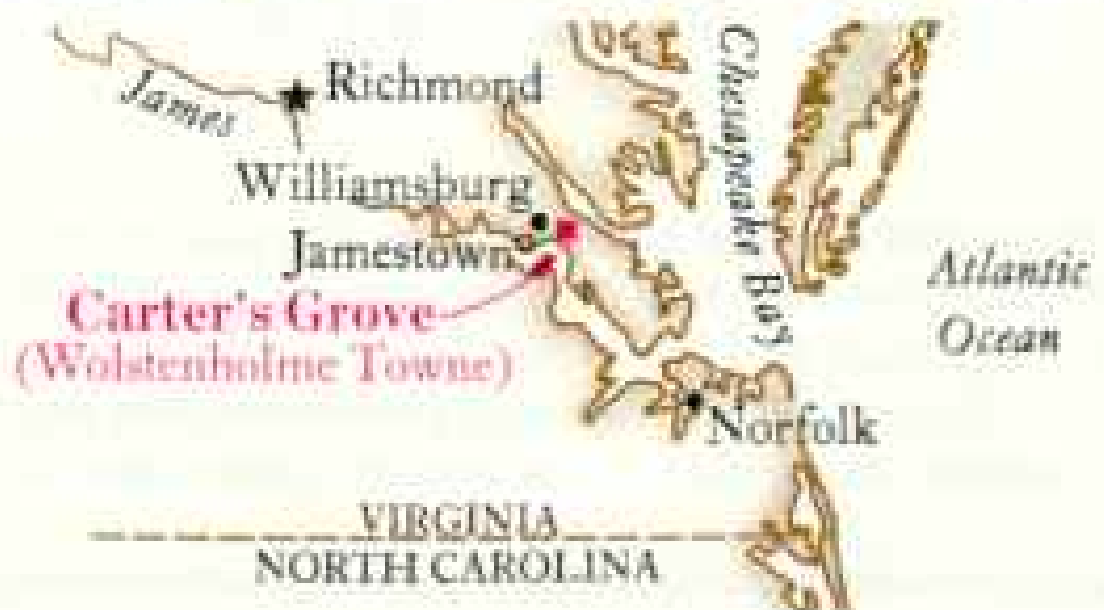 James
Richmond
Chesapeake Bay
Williamsburg
Jamestown
Carter's Grove
(Wolstenholme Towne)
Atlantic
Ocean
Norfolk
VIRGINIA
NORTH CAROLINA